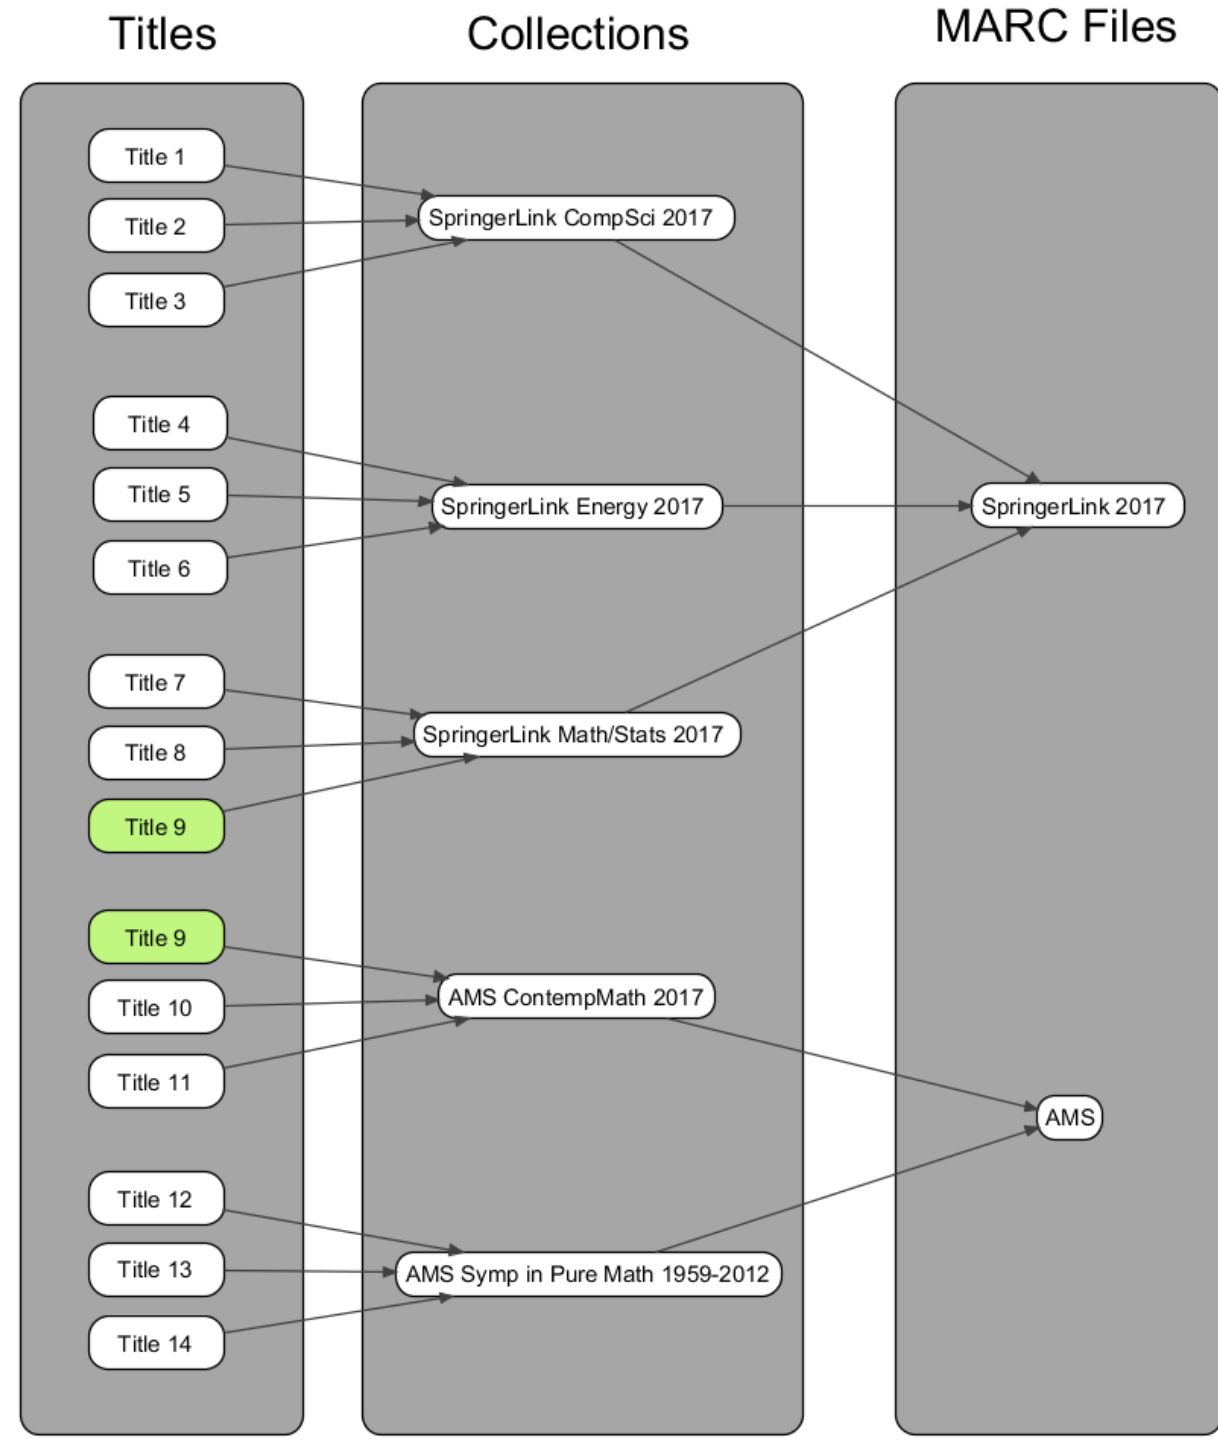 Titles
Collections
MARC Files
Title 1
Title 2
Title 3
Title 4
Title 5
Title 6
Title 7
Title 8
Title 9
Title 9
Title 10
Title 11
Title 12
Title 13
Title 14
SpringerLink CompSci 2017
SpringerLink Energy 2017
SpringerLink Math/Stats 2017
AMS ContempMath 2017
AMS Symp in Pure Math 1959-2012
SpringerLink 2017
AMS